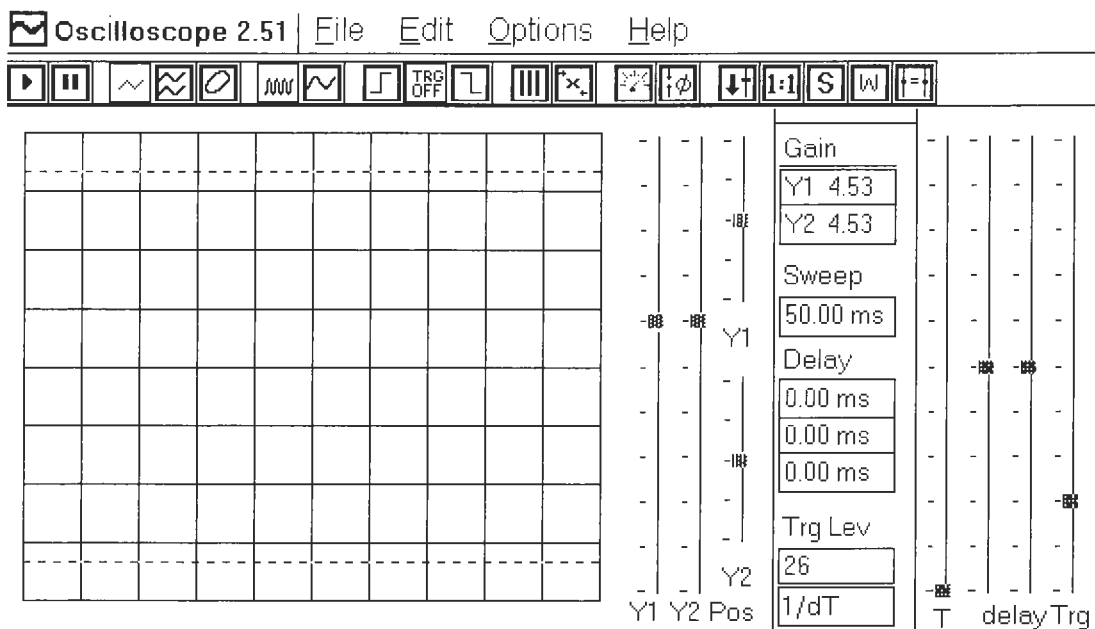 Oscilloscope 2.51 File Edit Options Help
TRG OFF 1:1 S W
Gain
Y1 4.53
Y2 4.53
Sweep
50.00 ms
Y1
Delay
0.00 ms
0.00 ms
0.00 ms
Trg Lev
26
Y2
1/dT
Y1 Y2 Pos
T delay Trg